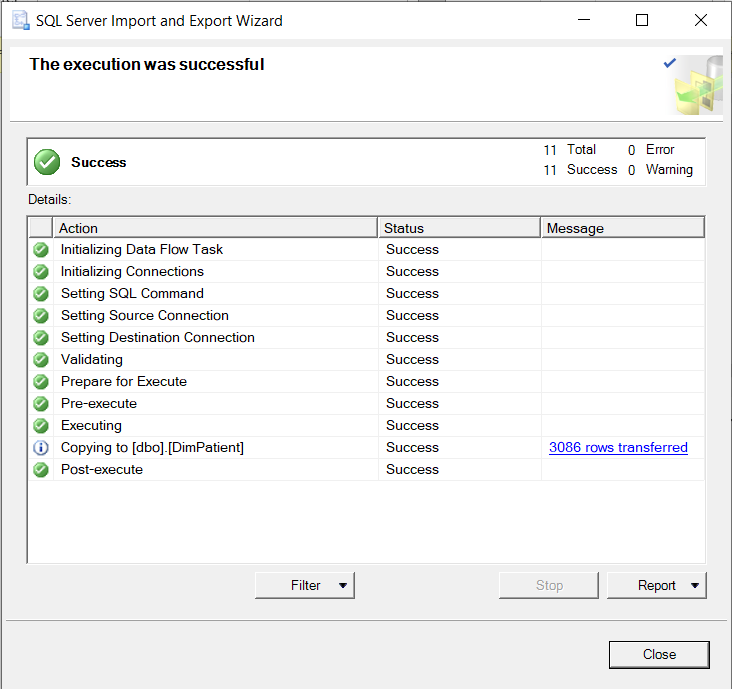 SQL Server Import and Export Wizard
The execution was successful
Success
11 Total 0 Error
11 Success 0 Warning
Details:
Action Status Message
Initializing Data Flow Task Success
Initializing Connections Success
Setting SQL Command Success
Setting Source Connection Success
Setting Destination Connection Success
Validating Success
Prepare for Execute Success
Pre-execute Success
Executing Success
Copying to [dbo].[DimPatient] Success 3086 rows transferred
Post-execute Success
Filter Stop Report
Close